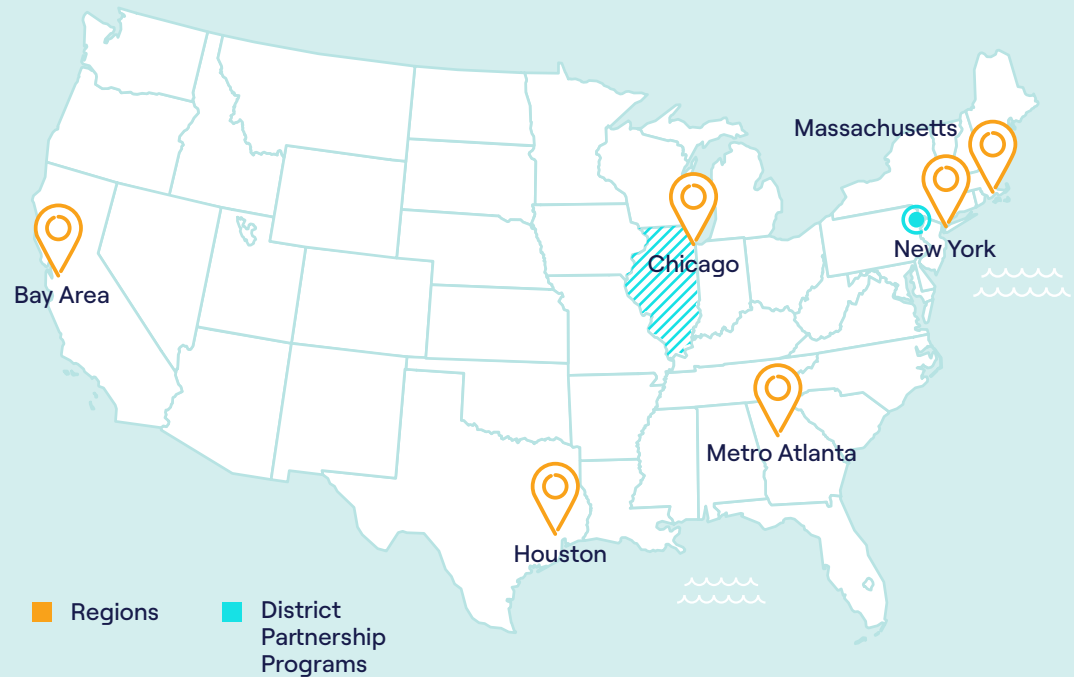 Massachusetts
New York
Chicago
Bay Area
Metro Atlanta
Houston
Regions
District
Partnership
Programs